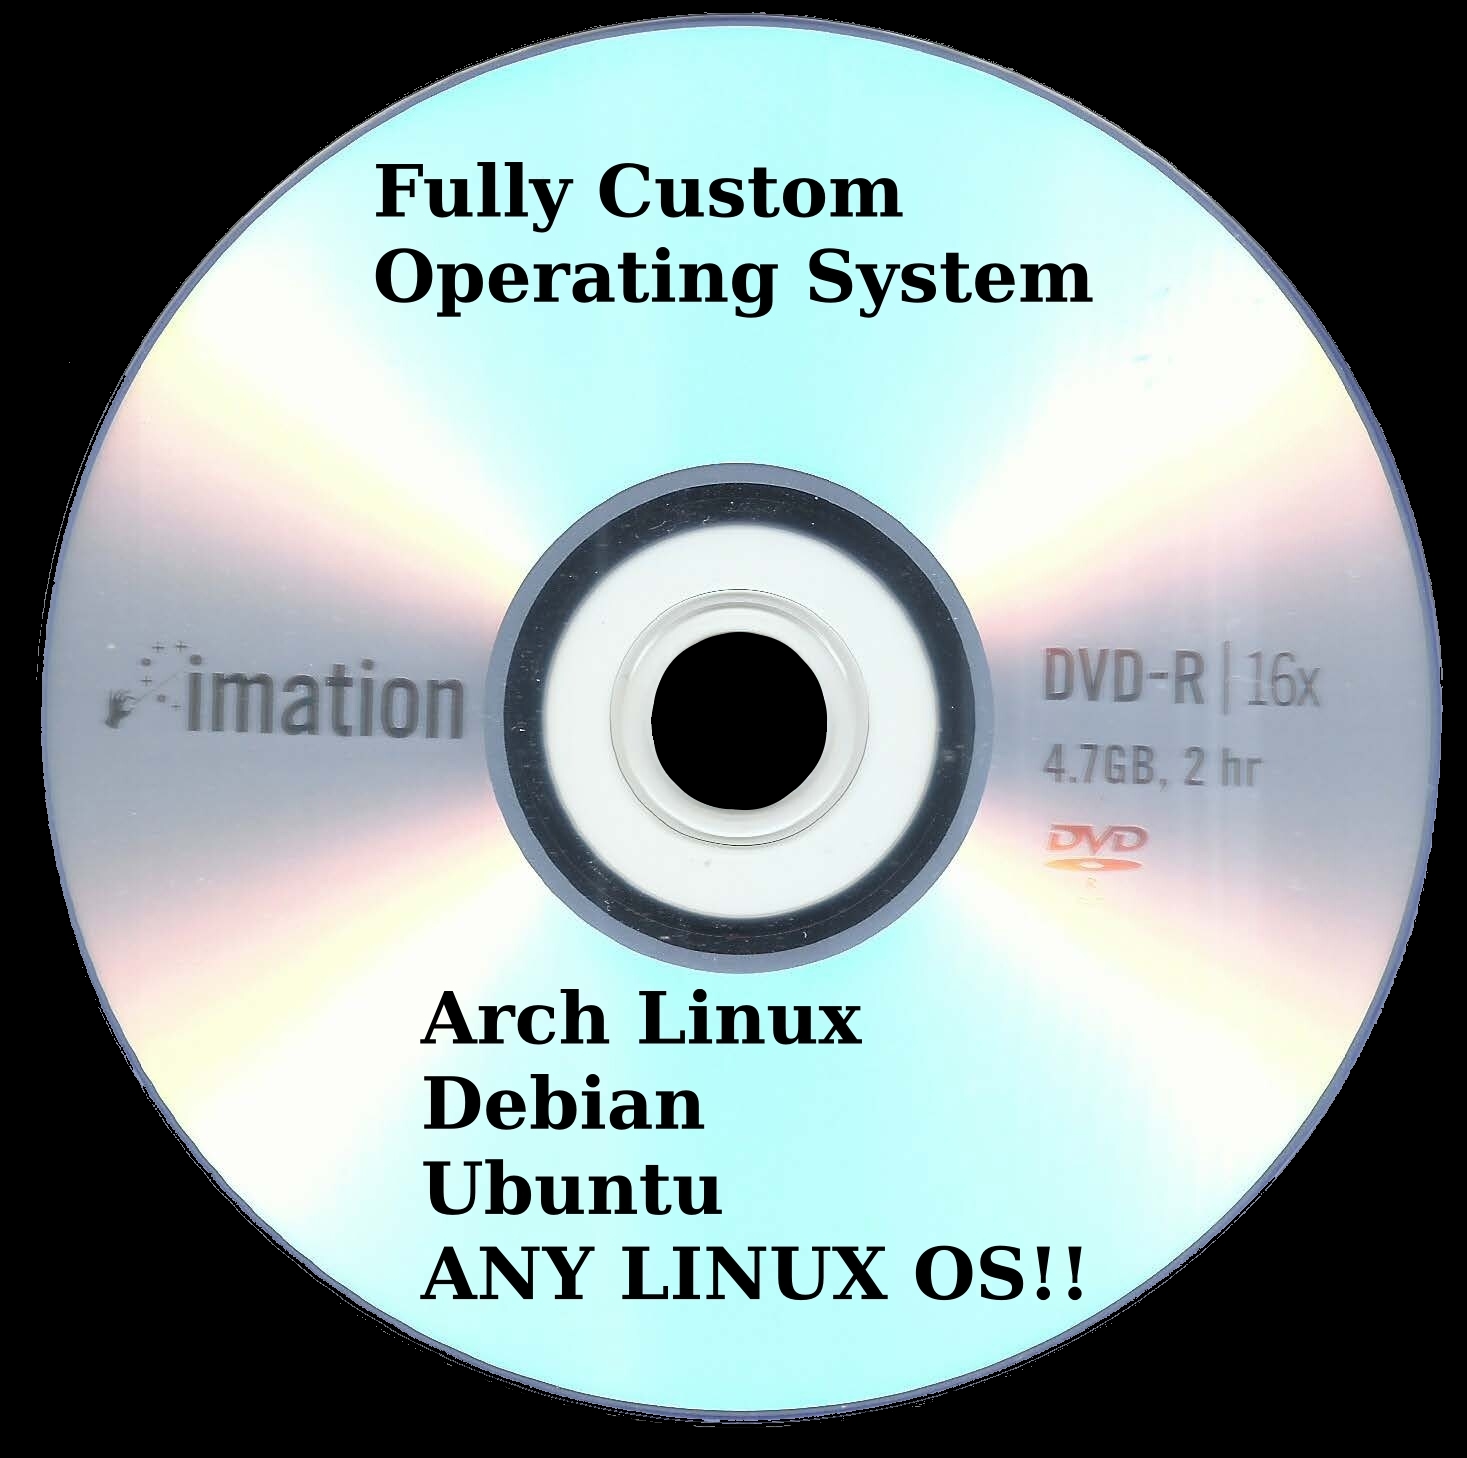 Fully Custom
Operating System
imation
DVD-R | 16x
4.7GB, 2 hr
DVD
R
Arch Linux
Debian
Ubuntu
ANY LINUX OS!!